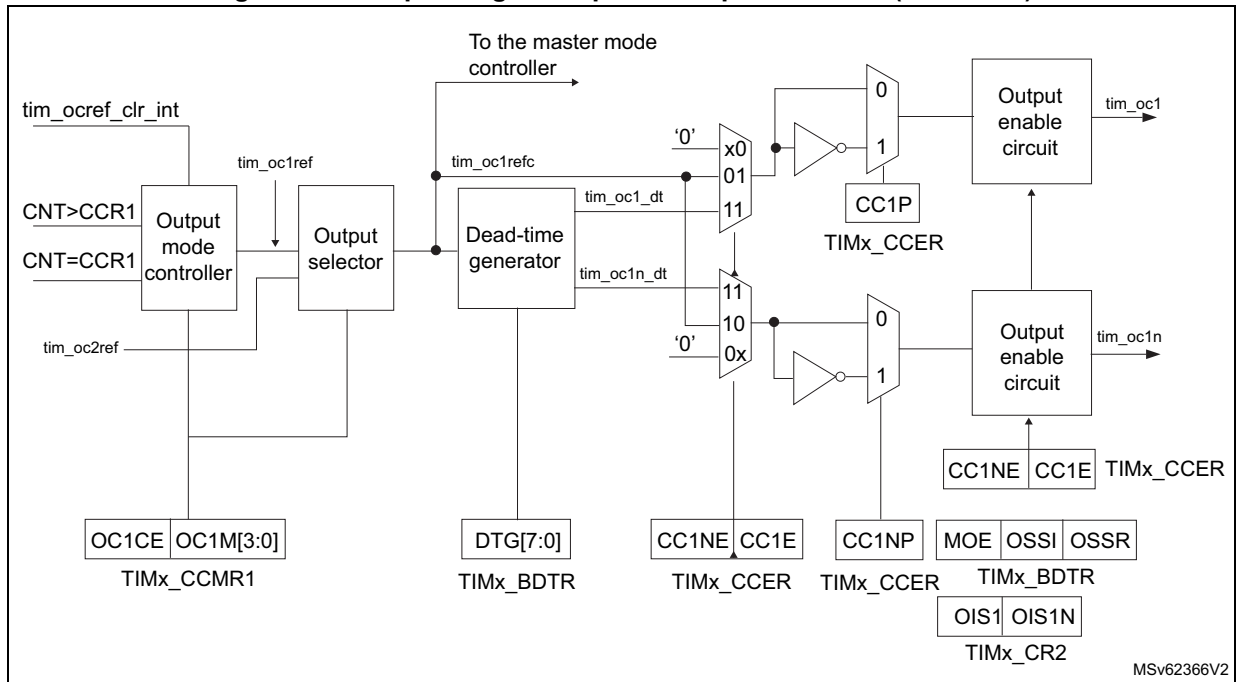 To the master mode
controller
tim_ocref_clr_int
tim_oc1ref
CNT>CCR1
CNT=CCR1
Output
mode
controller
Output
selector
tim_oc2ref
tim_oc1refc
Dead-time
generator
tim_oc1_dt
tim_oc1n_dt
‘0’
x0
01
11
11
10
‘0’
0x
0
1
CC1P
TIMx_CCER
0
1
Output
enable
circuit
tim_oc1
Output
enable
circuit
tim_oc1n
CC1NE CC1E TIMx_CCER
OC1CE OC1M[3:0]
TIMx_CCMR1
DTG[7:0]
TIMx_BDTR
CC1NE CC1E
TIMx_CCER
CC1NP
TIMx_CCER
MOE OSSI OSSR
TIMx_BDTR
OIS1 OIS1N
TIMx_CR2
MSv62366V2